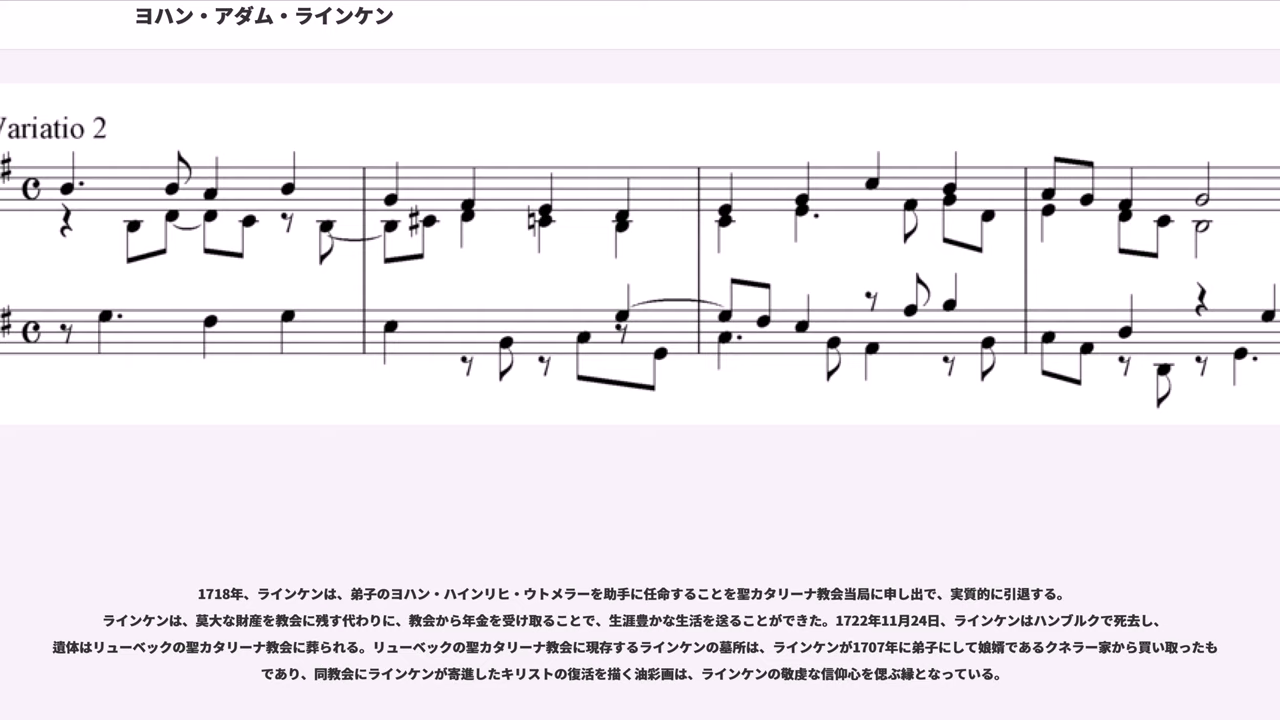 ヨハン・アダム・ラインケン
Variatio 2
1718年、ラインケンは、弟子のヨハン・ハインリヒ・ウトメラーを助手に任命することを聖カタリーナ教会当局に申し出で、実質的に引退する。
ラインケンは、莫大な財産を教会に残す代わりに、教会から年金を受け取ることで、生涯豊かな生活を送ることができた。1722年11月24日、ラインケンはハンブルクで死去し、
遺体はリューベックの聖カタリーナ教会に葬られる。リューベックの聖カタリーナ教会に現存するラインケンの墓所は、ラインケンが1707年に弟子にして娘婿であるクネラー家から買い取ったも
であり、同教会にラインケンが寄進したキリストの復活を描く油彩画は、ラインケンの敬虔な信仰心を偲ぶ縁となっている。